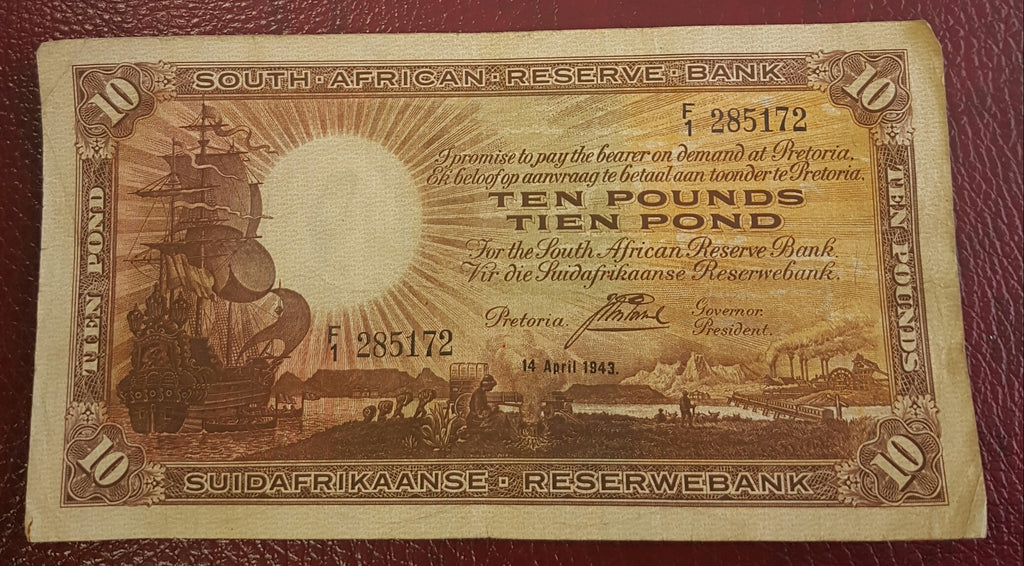 10
SOUTH · AFRICAN · RESERVE · BANK
10
F/1 285172
I promise to pay the bearer on demand at Pretoria.
Ek beloof op aanvraag te betaal aan toonder te Pretoria.
TEN POUNDS
TIEN POND
For the South African Reserve Bank.
Vir die Suidafrikaanse Reserwebank.
Pretoria.
Governor.
President.
F/1 285172
14 April 1943.
TIEN POND
TEN POUNDS
10
SUIDAFRIKAANSE · RESERWEBANK
10